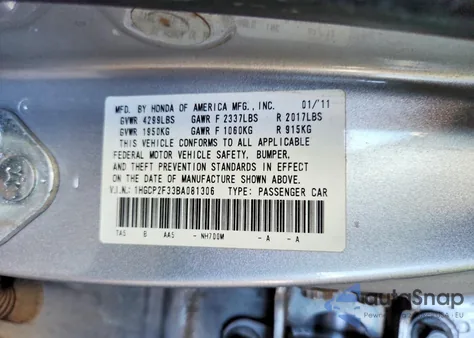 MFD. BY HONDA OF AMERICA MFG., INC. 01/11
GVWR 4299LBS GAWR F 2337LBS R 2017LBS
GVWR 1950KG GAWR F 1060KG R 915KG
THIS VEHICLE CONFORMS TO ALL APPLICABLE
FEDERAL MOTOR VEHICLE SAFETY, BUMPER,
AND THEFT PREVENTION STANDARDS IN EFFECT
ON THE DATE OF MANUFACTURE SHOWN ABOVE.
V.I.N.: 1HGCP2F33BA081306 TYPE: PASSENGER CAR
TA5 B AA5 - NH700M - A - A
autoSnap